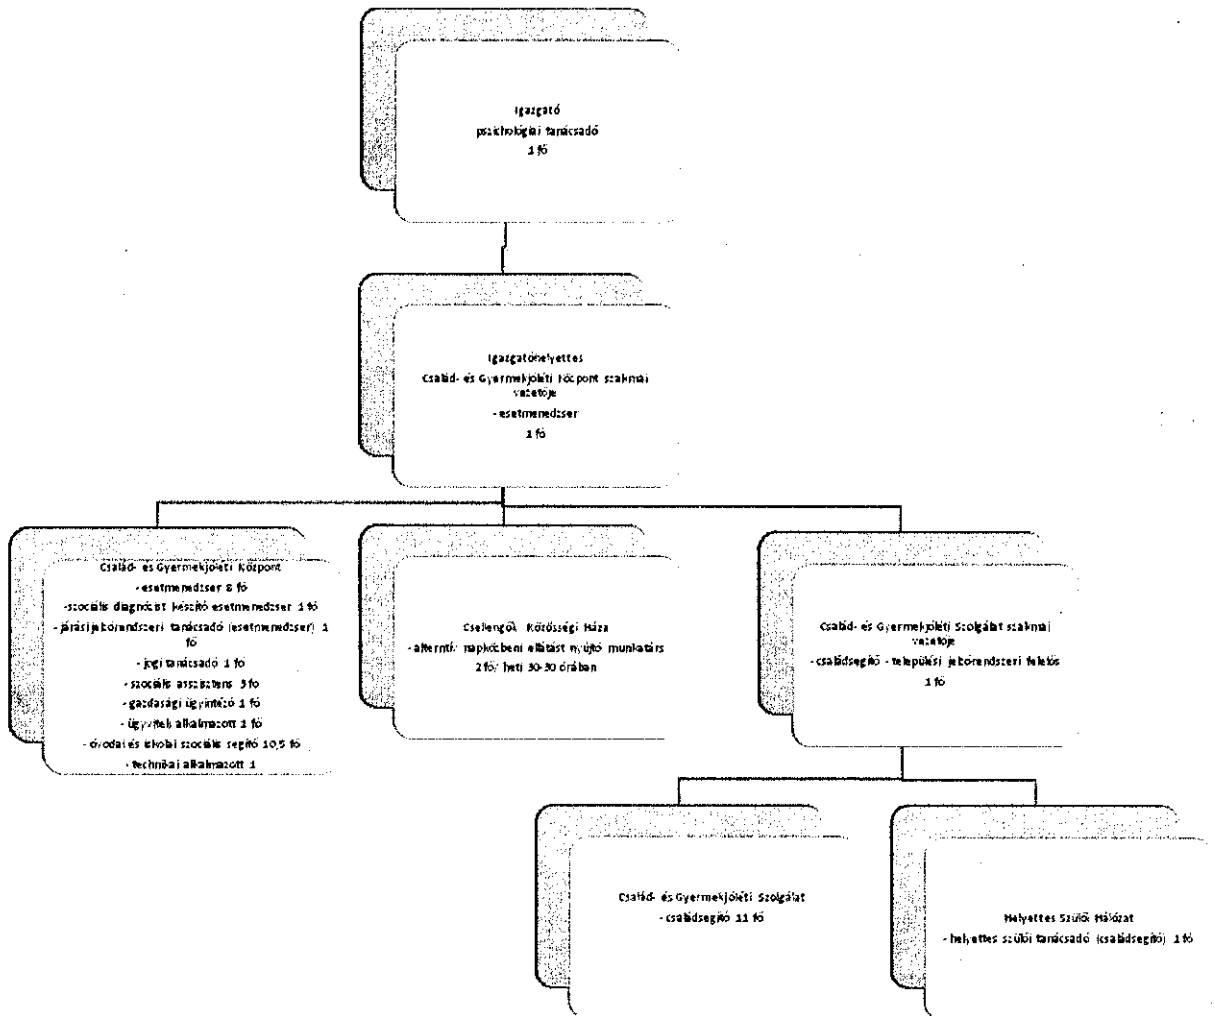 Igazgató
pszichológiai tanácsadó
1 fő
Igazgatóhelyettes
Család- és Gyermekjóléti Központ szakmai
vezetője
- esetmenedzser
1 fő
Család- és Gyermekjóléti Központ
- esetmenedzser 8 fő
-szociális diagnózist készítő esetmenedzser 1 fő
- járási jelzőrendszeri tanácsadó (esetmenedzser) 1
fő
- jogi tanácsadó 1 fő
- szociális asszisztens 3 fő
- gazdasági ügyintéző 1 fő
- ügyviteli alkalmazott 1 fő
- óvodai és iskolai szociális segítő 10,5 fő
- technikai alkalmazott 1
Csellengők Közösségi Háza
- alterntív napközbeni ellátást nyújtó munkatárs
2 fő/ heti 30-30 órában
Család- és Gyermekjóléti Szolgálat szakmai
vezetője
- családsegítő - települési jelzőrendszeri felelős
1 fő
Család- és Gyermekjóléti Szolgálat
- családsegítő 11 fő
Helyettes Szülői Hálózat
- helyettes szülői tanácsadó (családsegítő) 1 fő